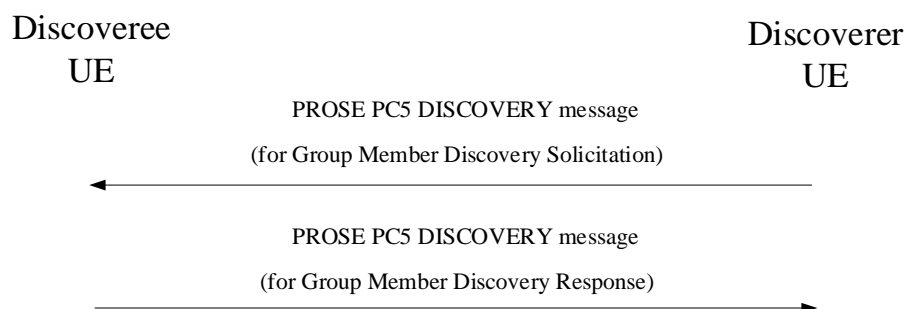 Discoveree
UE
Discoverer
UE
PROSE PC5 DISCOVERY message
(for Group Member Discovery Solicitation)
PROSE PC5 DISCOVERY message
(for Group Member Discovery Response)